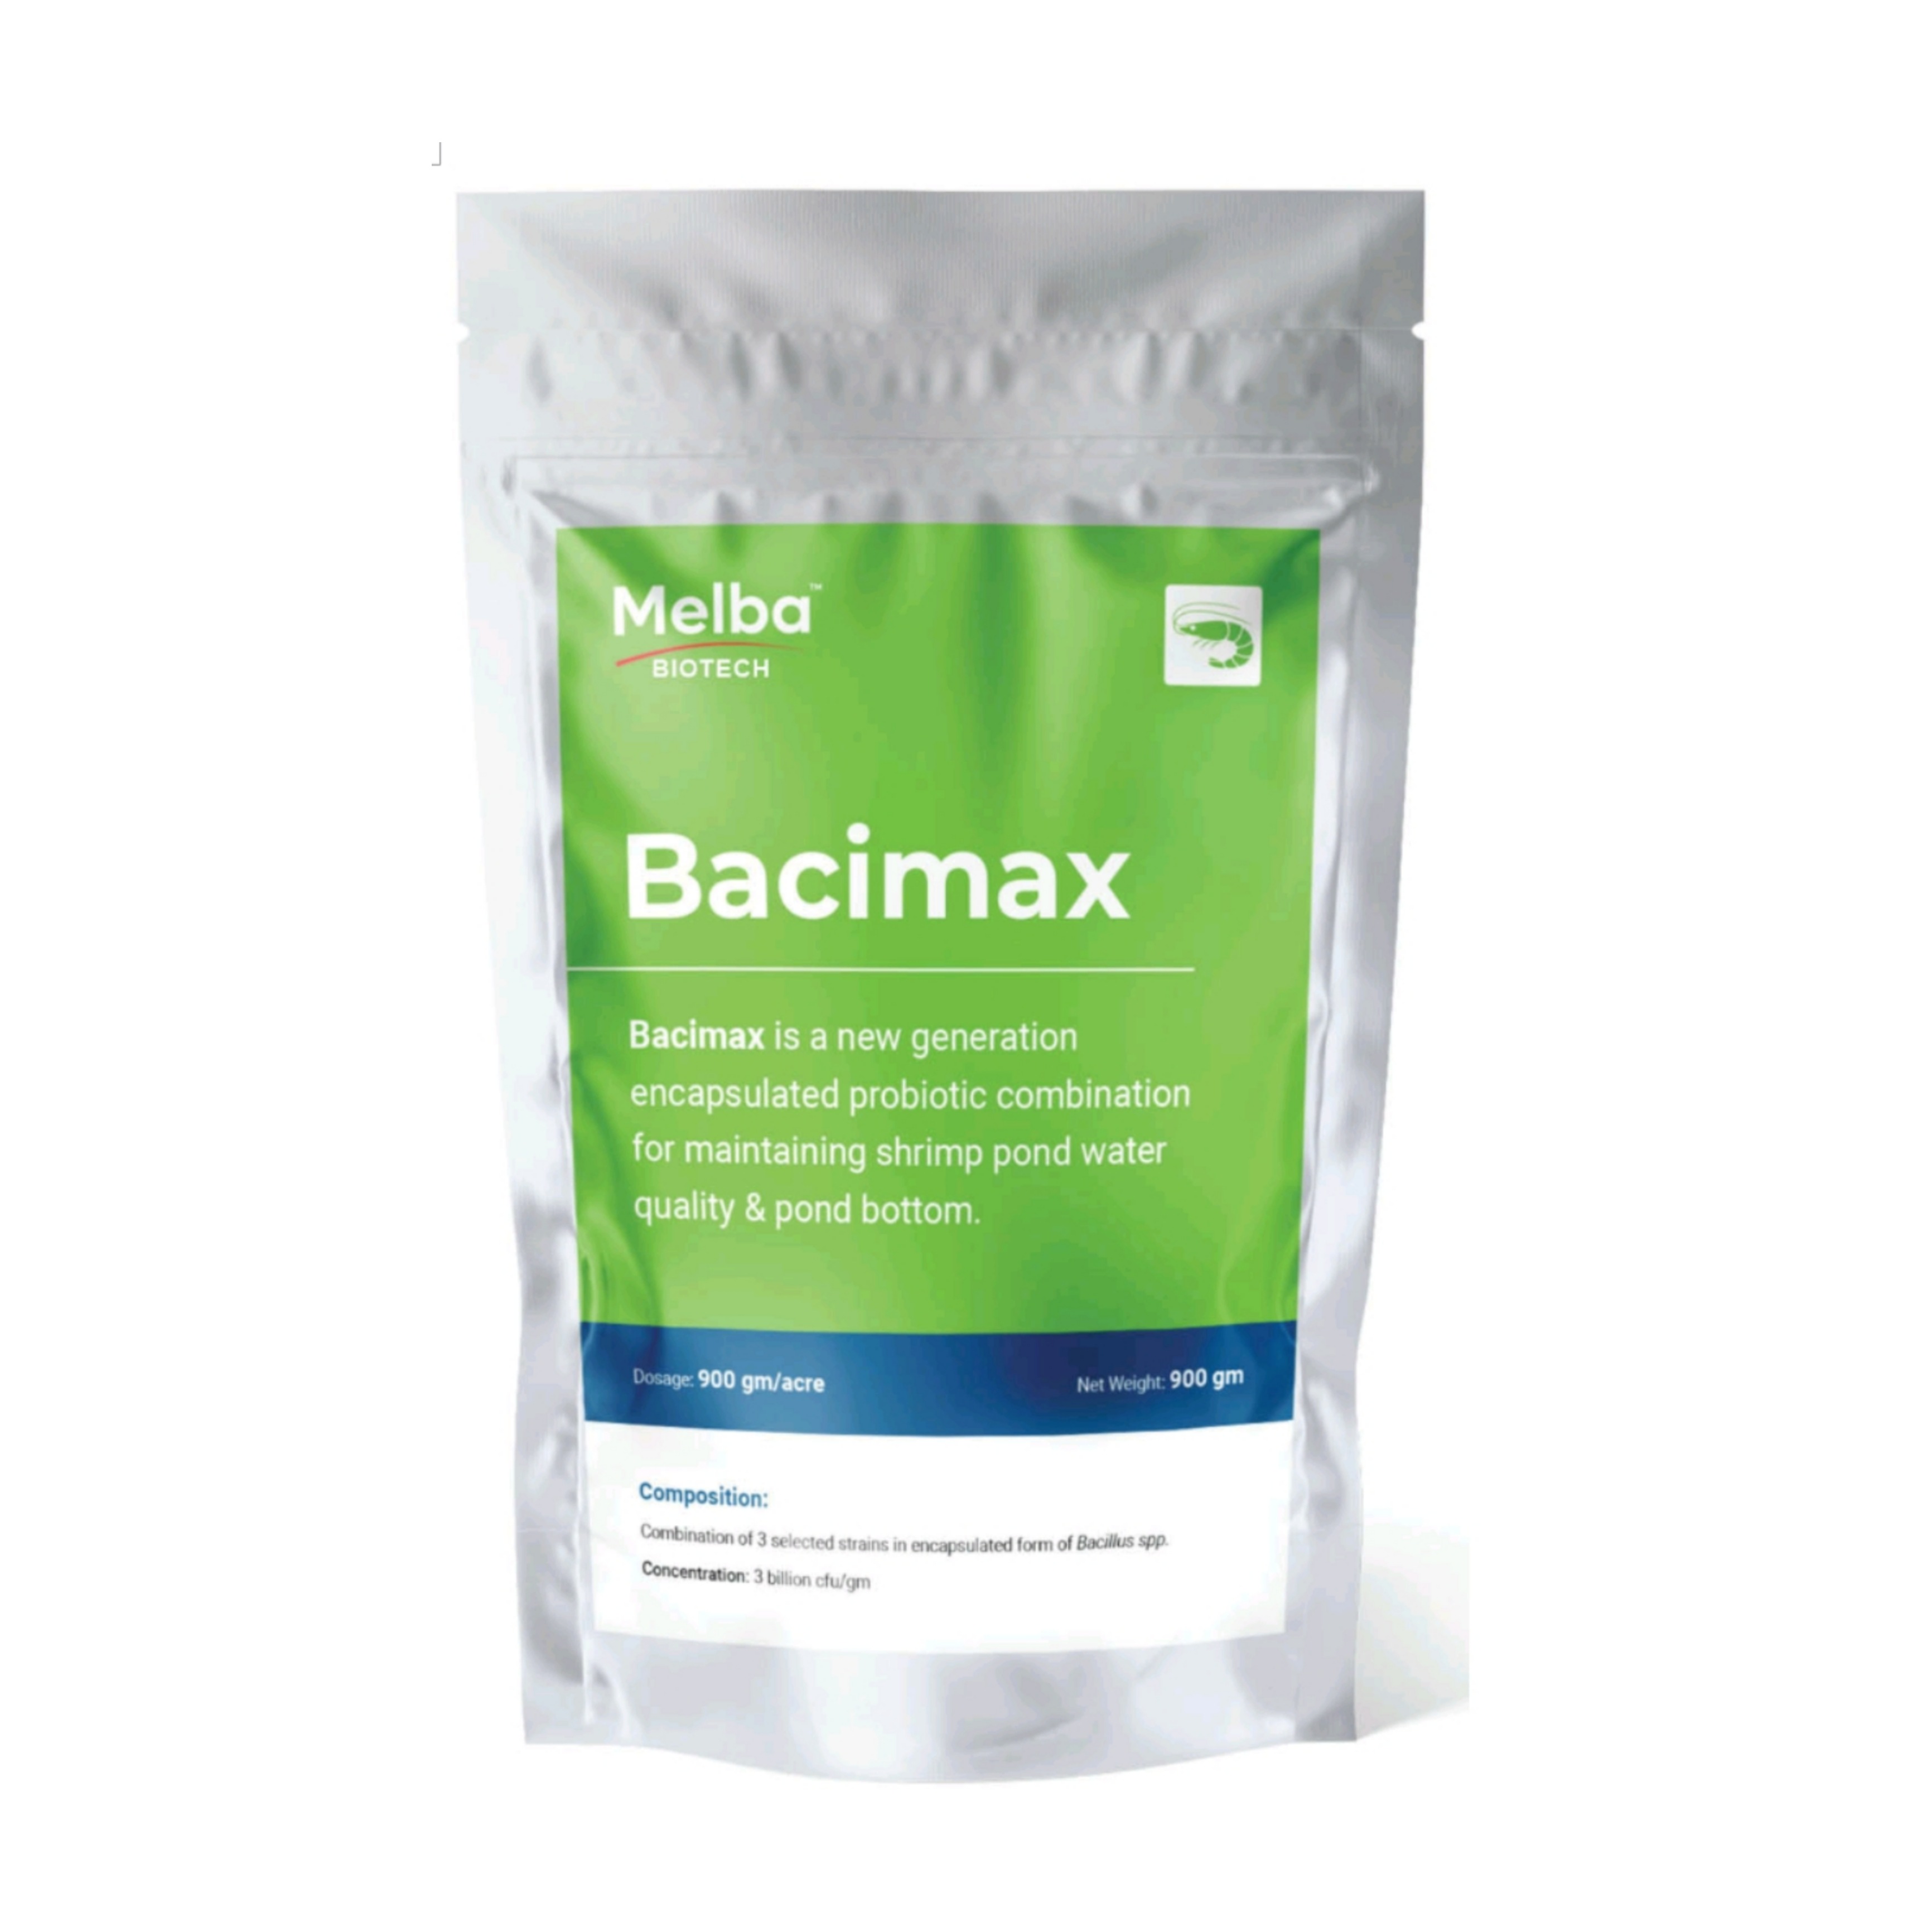 Melba™
BIOTECH
Bacimax
Bacimax is a new generation
encapsulated probiotic combination
for maintaining shrimp pond water
quality & pond bottom.
Dosage: 900 gm/acre
Net Weight: 900 gm
Composition:
Combination of 3 selected strains in encapsulated form of Bacillus spp.
Concentration: 3 billion cfu/gm